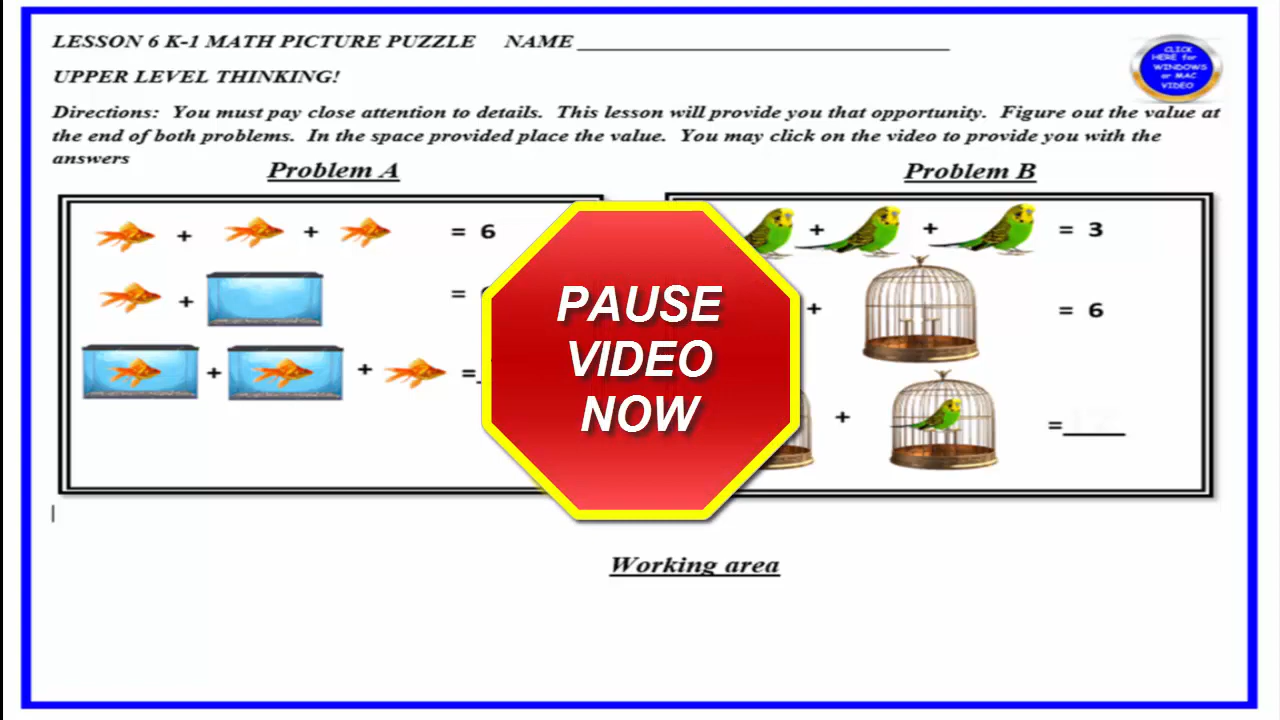 LESSON 6 K-1 MATH PICTURE PUZZLE NAME ______________________
CLICK
HERE for
WINDOWS
or MAC
VIDEO
UPPER LEVEL THINKING!
Directions: You must pay close attention to details. This lesson will provide you that opportunity. Figure out the value at
the end of both problems. In the space provided place the value. You may click on the video to provide you with the
answers
Problem A
+ + = 6
+ =
+ + =
Problem B
+ + = 3
+ = 6
+ =____
PAUSE
VIDEO
NOW
Working area